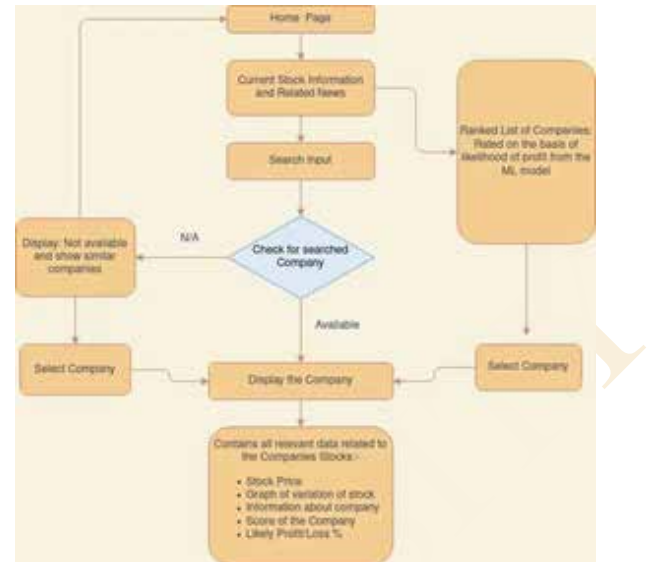 Home Page
Current Stock Information
and Related News
Ranked List of Companies:
Rated on the basis of
likelihood of profit from the
ML model
Search Input
N/A
Display: Not available
and show similar
companies
Check for searched
Company
Available
Select Company
Display the Company
Select Company
Contains all relevant data related to
the Companies Stocks:-
• Stock Price
• Graph of variation of stock
• Information about company
• Score of the Company
• Likely Profit/Loss %